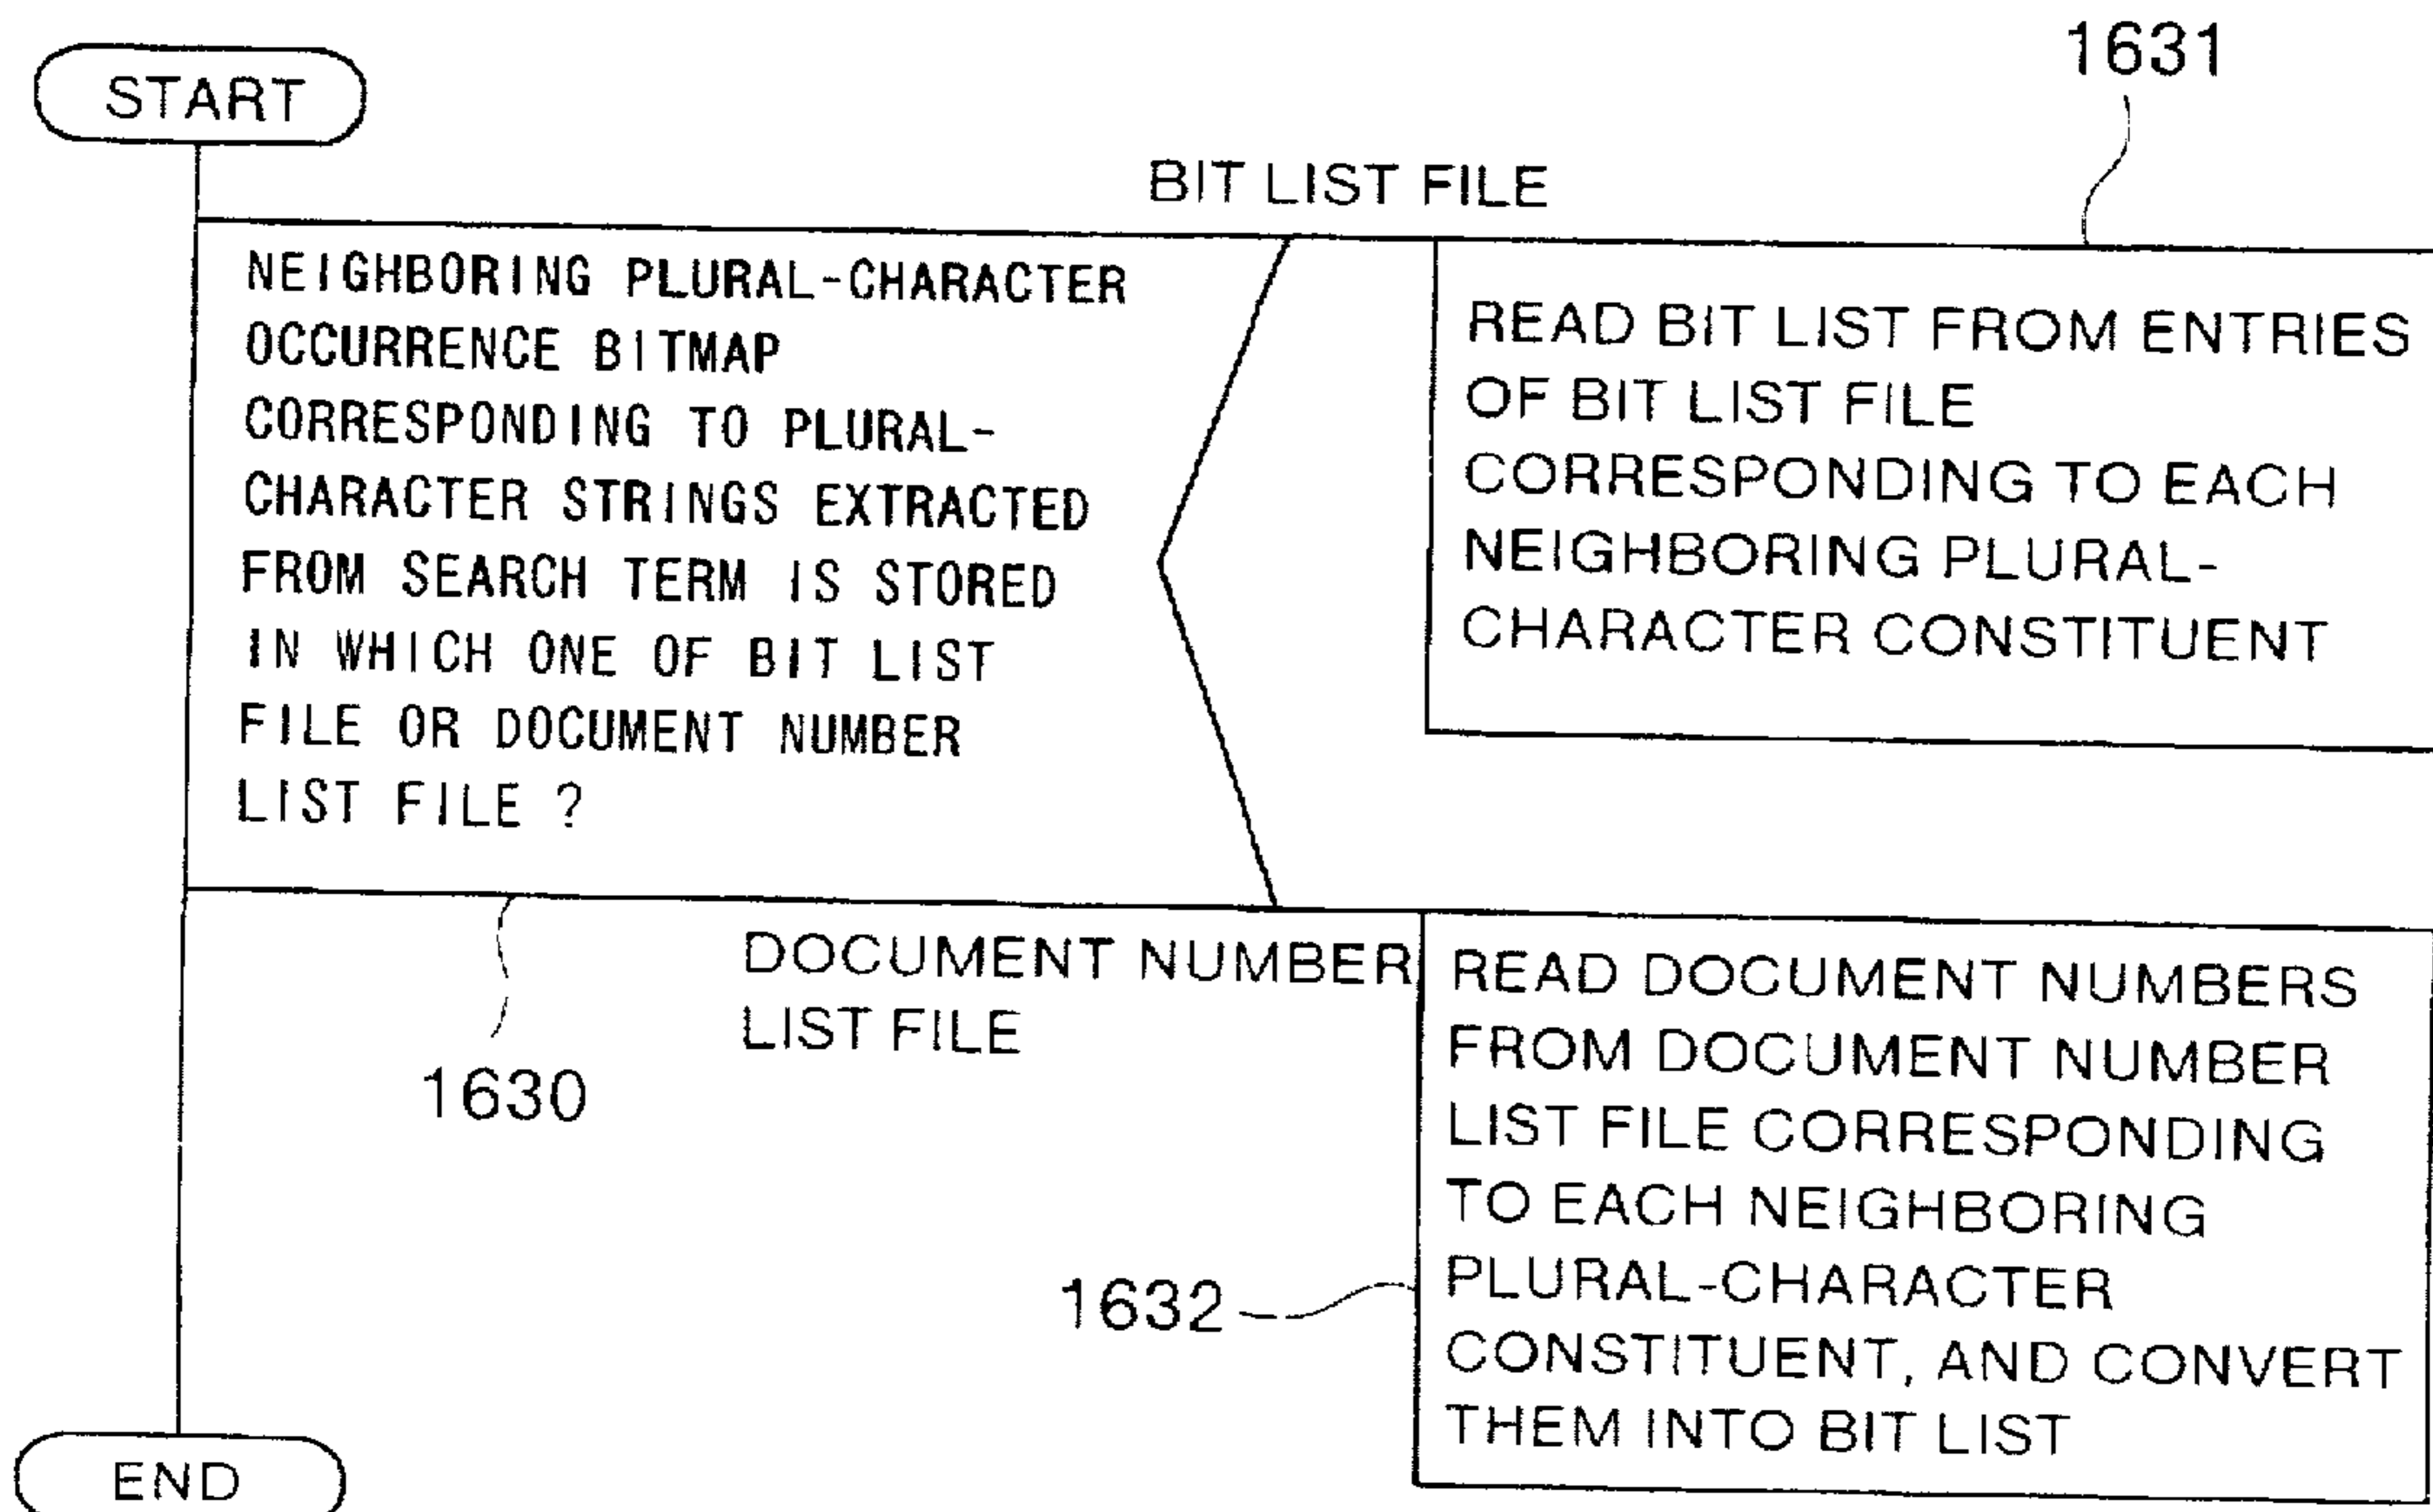 START
1631
BIT LIST FILE
NEIGHBORING PLURAL-CHARACTER
OCCURRENCE BITMAP
CORRESPONDING TO PLURAL-
CHARACTER STRINGS EXTRACTED
FROM SEARCH TERM IS STORED
IN WHICH ONE OF BIT LIST
FILE OR DOCUMENT NUMBER
LIST FILE ?
READ BIT LIST FROM ENTRIES
OF BIT LIST FILE
CORRESPONDING TO EACH
NEIGHBORING PLURAL-
CHARACTER CONSTITUENT
1630
DOCUMENT NUMBER
LIST FILE
1632
READ DOCUMENT NUMBERS
FROM DOCUMENT NUMBER
LIST FILE CORRESPONDING
TO EACH NEIGHBORING
PLURAL-CHARACTER
CONSTITUENT, AND CONVERT
THEM INTO BIT LIST
END